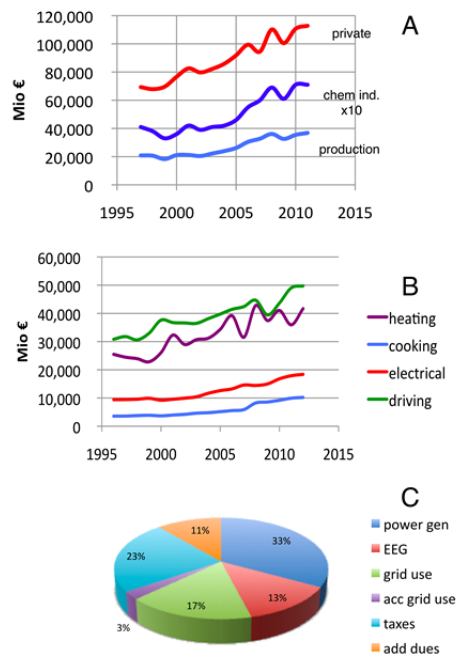 A
120,000
100,000
80,000
60,000
40,000
20,000
0
Mio €
private
chem ind.
x10
production
1995 2000 2005 2010 2015
B
60,000
50,000
40,000
30,000
20,000
10,000
0
Mio €
1995 2000 2005 2010 2015
heating
cooking
electrical
driving
C
33%
13%
17%
3%
23%
11%
power gen
EEG
grid use
acc grid use
taxes
add dues